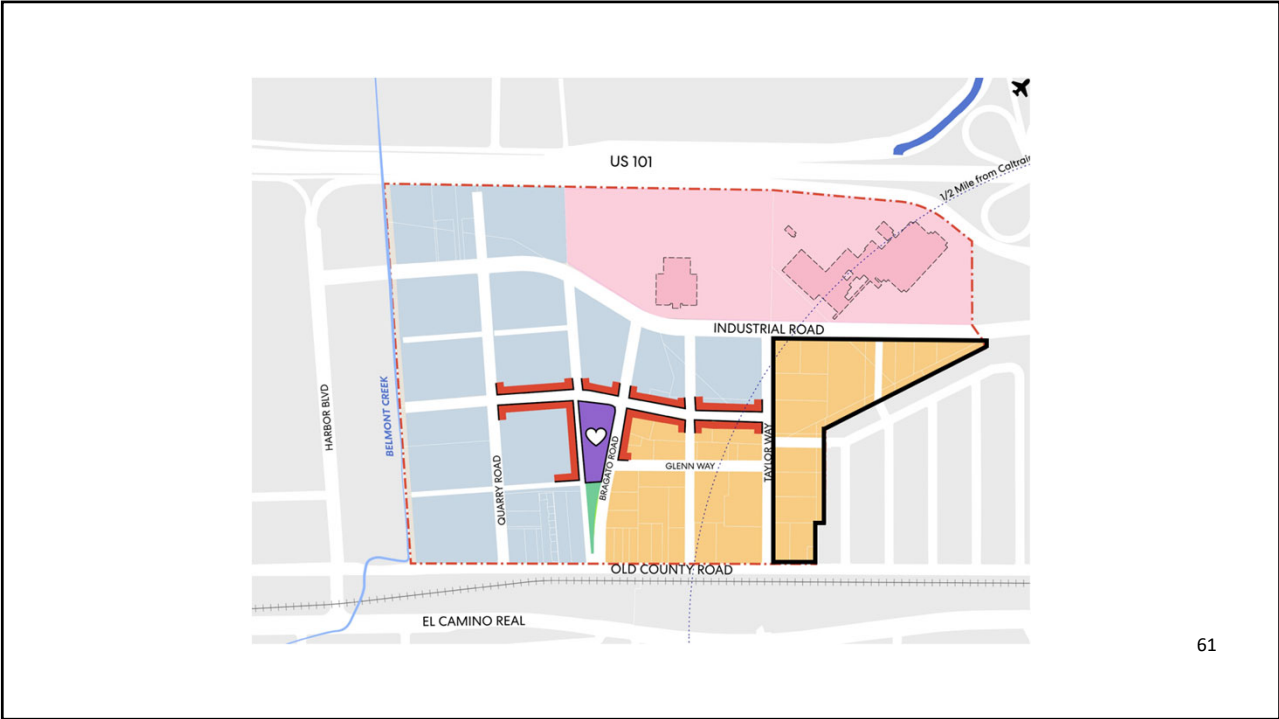 US 101
1/2 Mile from Caltrai
INDUSTRIAL ROAD
HARBOR BLVD
BELMONT CREEK
QUARRY ROAD
BRAGATO ROAD
GLENN WAY
TAYLOR WAY
OLD COUNTY ROAD
EL CAMINO REAL
61